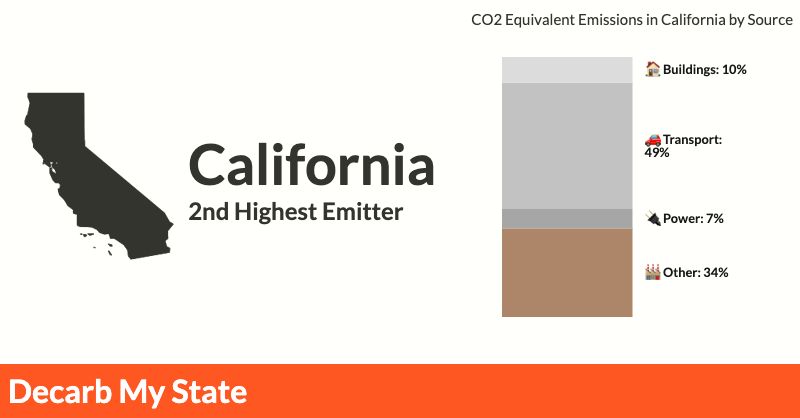 CO2 Equivalent Emissions in California by Source
Buildings: 10%
Transport:
49%
California
2nd Highest Emitter
Power: 7%
Other: 34%
Decarb My State